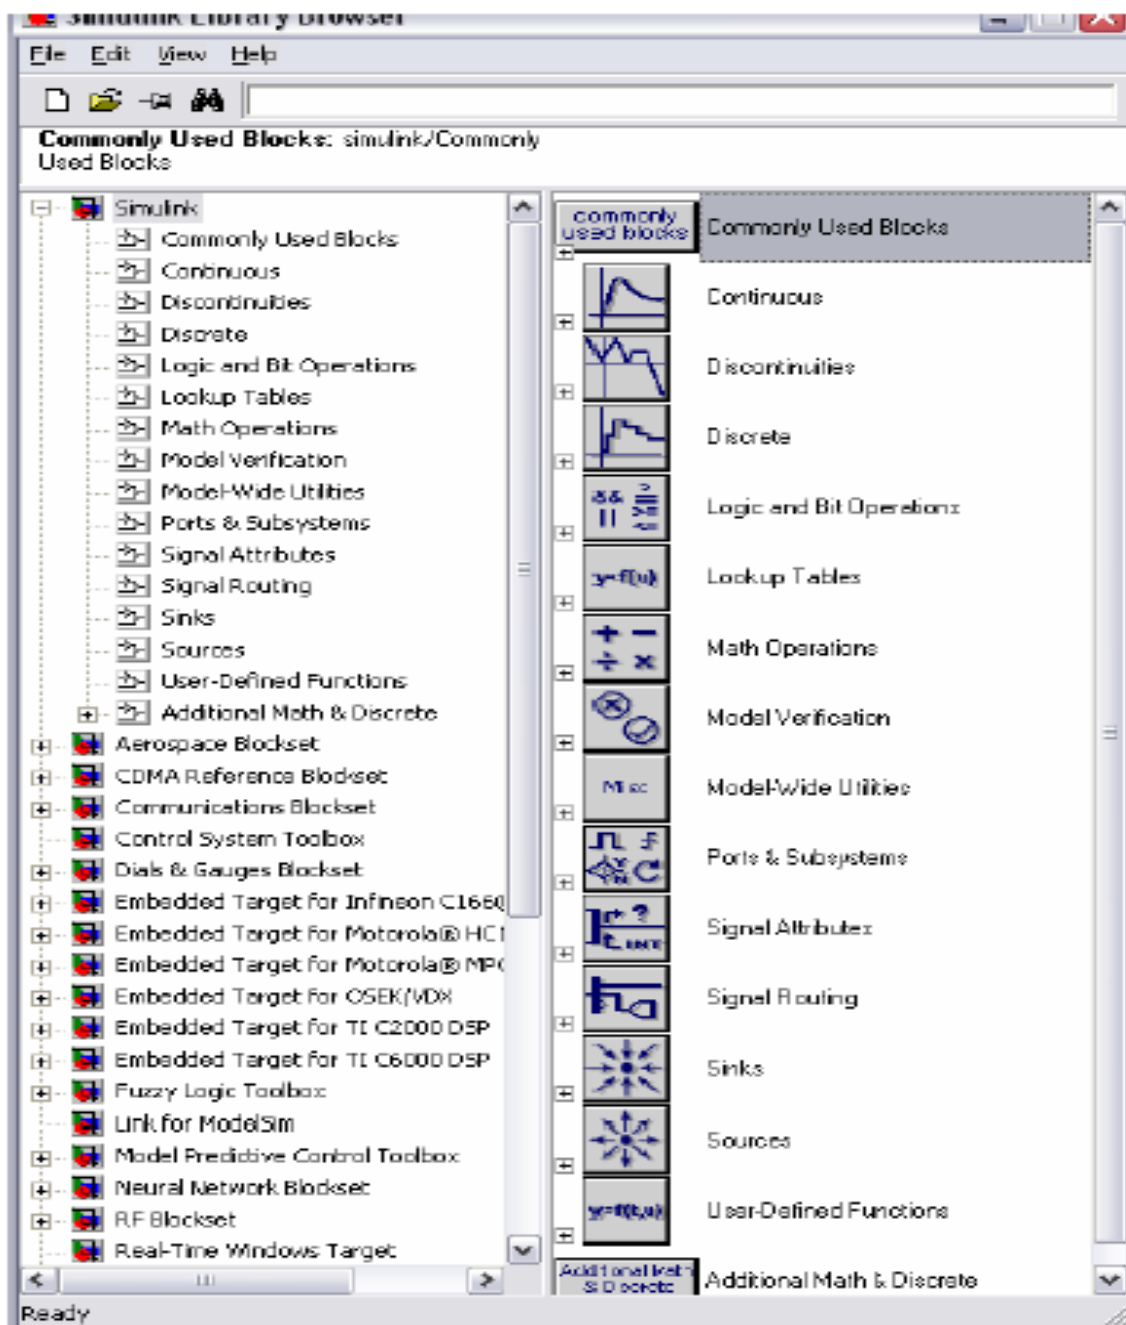 Simulink Library Browser
File Edit View Help
Commonly Used Blocks: simulink/Commonly
Used Blocks
Simulink
Commonly Used Blocks
Continuous
Discontinuities
Discrete
Logic and Bit Operations
Lookup Tables
Math Operations
Model Verification
Model-Wide Utilities
Ports & Subsystems
Signal Attributes
Signal Routing
Sinks
Sources
User-Defined Functions
Additional Math & Discrete
Aerospace Blockset
CDMA Reference Blockset
Communications Blockset
Control System Toolbox
Dials & Gauges Blockset
Embedded Target for Infineon C166
Embedded Target for Motorola® HC
Embedded Target for Motorola® MPC
Embedded Target for OSEK/VDX
Embedded Target for TI C2000 DSP
Embedded Target for TI C6000 DSP
Fuzzy Logic Toolbox
Link for ModelSim
Model Predictive Control Toolbox
Neural Network Blockset
RF Blockset
Real-Time Windows Target
commonly
used blocks
Commonly Used Blocks
Continuous
Discontinuities
Discrete
&& ||
Logic and Bit Operations
y=f(u)
Lookup Tables
+ −
÷ ×
Math Operations
Model Verification
Misc
Model-Wide Utilities
Ports & Subsystems
?
Signal Attributes
Signal Routing
Sinks
Sources
y=f(t,u)
User-Defined Functions
Additional Math
& Discrete
Additional Math & Discrete
Ready